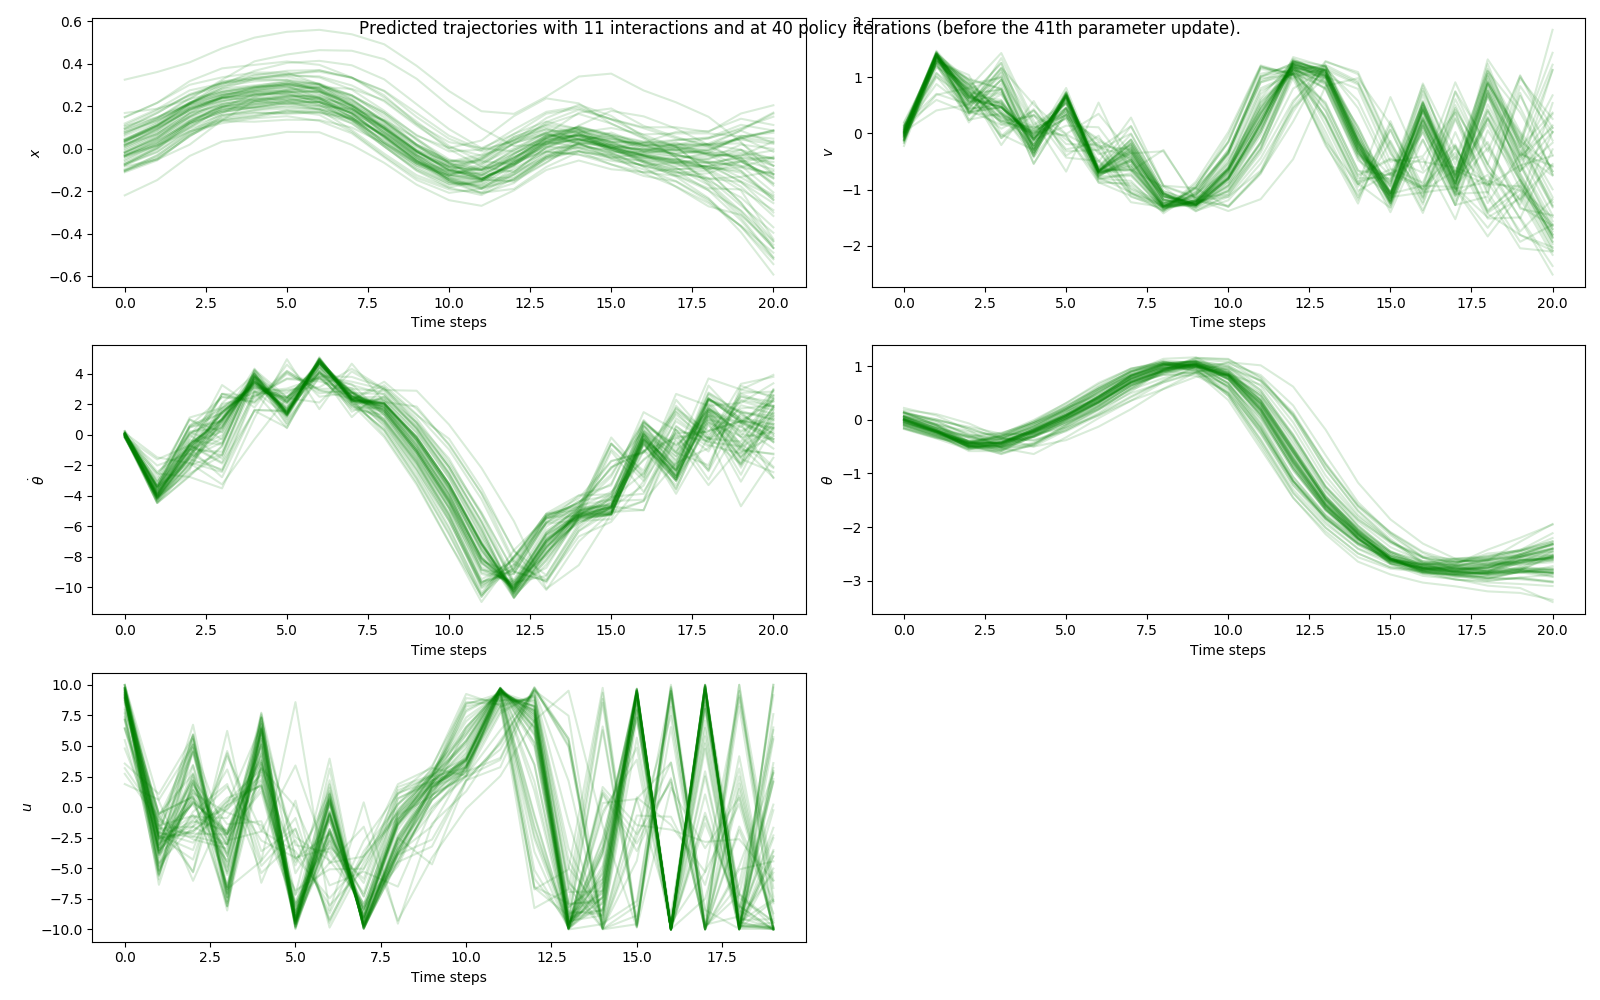 Predicted trajectories with 11 interactions and at 40 policy iterations (before the 41th parameter update).
0.6
0.4
0.2
0.0
−0.2
−0.4
−0.6
x
0.0 2.5 5.0 7.5 10.0 12.5 15.0 17.5 20.0
Time steps
2
1
0
−1
−2
v
0.0 2.5 5.0 7.5 10.0 12.5 15.0 17.5 20.0
Time steps
4
2
0
−2
−4
−6
−8
−10
θ̇
0.0 2.5 5.0 7.5 10.0 12.5 15.0 17.5 20.0
Time steps
1
0
−1
−2
−3
θ
0.0 2.5 5.0 7.5 10.0 12.5 15.0 17.5 20.0
Time steps
10.0
7.5
5.0
2.5
0.0
−2.5
−5.0
−7.5
−10.0
u
0.0 2.5 5.0 7.5 10.0 12.5 15.0 17.5
Time steps